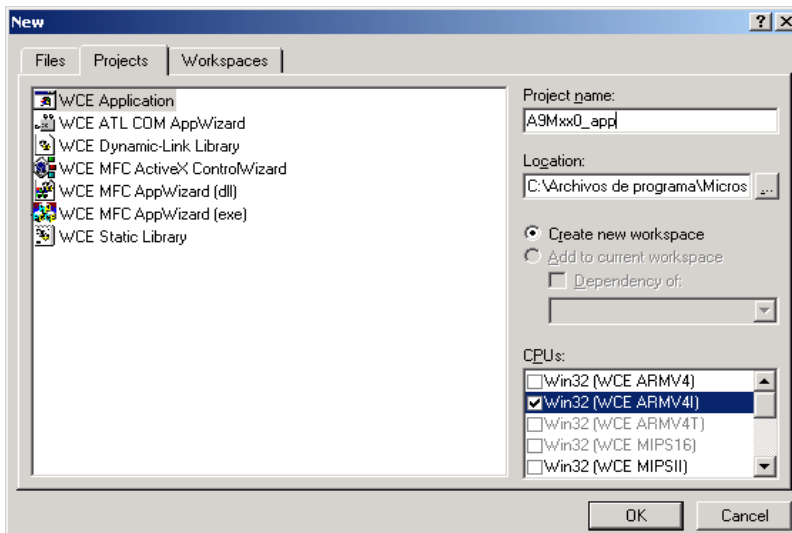 New
Files Projects Workspaces
WCE Application
WCE ATL COM AppWizard
WCE Dynamic-Link Library
WCE MFC ActiveX ControlWizard
WCE MFC AppWizard (dll)
WCE MFC AppWizard (exe)
WCE Static Library
Project name:
A9Mxx0_app
Location:
C:\Archivos de programa\Micros
...
Create new workspace
Add to current workspace
Dependency of:
CPUs:
Win32 (WCE ARMV4)
Win32 (WCE ARMV4I)
Win32 (WCE ARMV4T)
Win32 (WCE MIPS16)
Win32 (WCE MIPSII)
OK Cancel